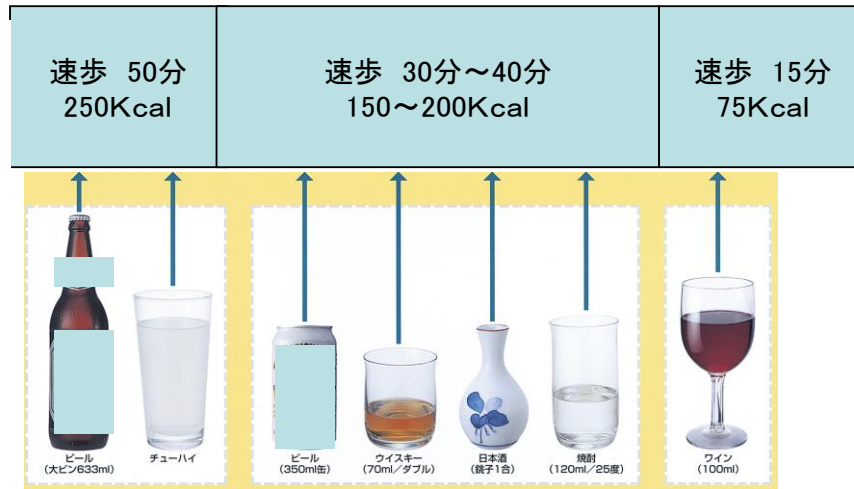 速歩 50分
250Kcal
速歩 30分～40分
150～200Kcal
速歩 15分
75Kcal
ビール
(大ビン633ml)
チューハイ
ビール
(350ml缶)
ウイスキー
(70ml／ダブル)
日本酒
(銚子1合)
焼酎
(120ml／25度)
ワイン
(100ml)